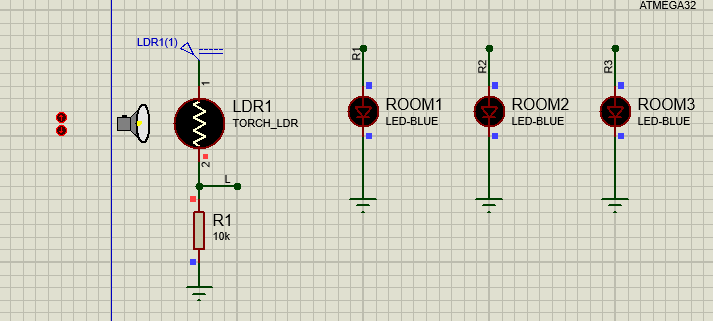 ATMEGA32
LDR1(1)
1
LDR1
TORCH_LDR
2
L
R1
10k
R1
ROOM1
LED-BLUE
R2
ROOM2
LED-BLUE
R3
ROOM3
LED-BLUE